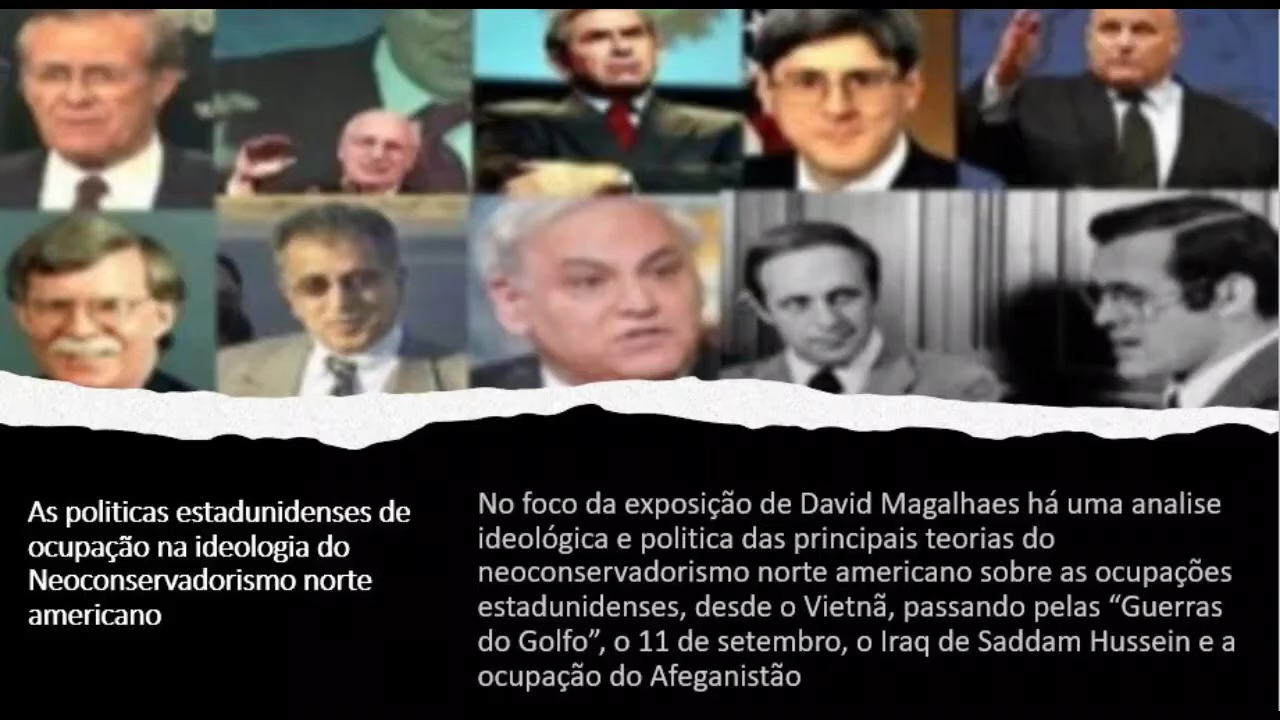 As politicas estadunidenses de
ocupação na ideologia do
Neoconservadorismo norte
americano
No foco da exposição de David Magalhaes há uma analise
ideológica e politica das principais teorias do
neoconservadorismo norte americano sobre as ocupações
estadunidenses, desde o Vietnã, passando pelas “Guerras
do Golfo”, o 11 de setembro, o Iraq de Saddam Hussein e a
ocupação do Afeganistão